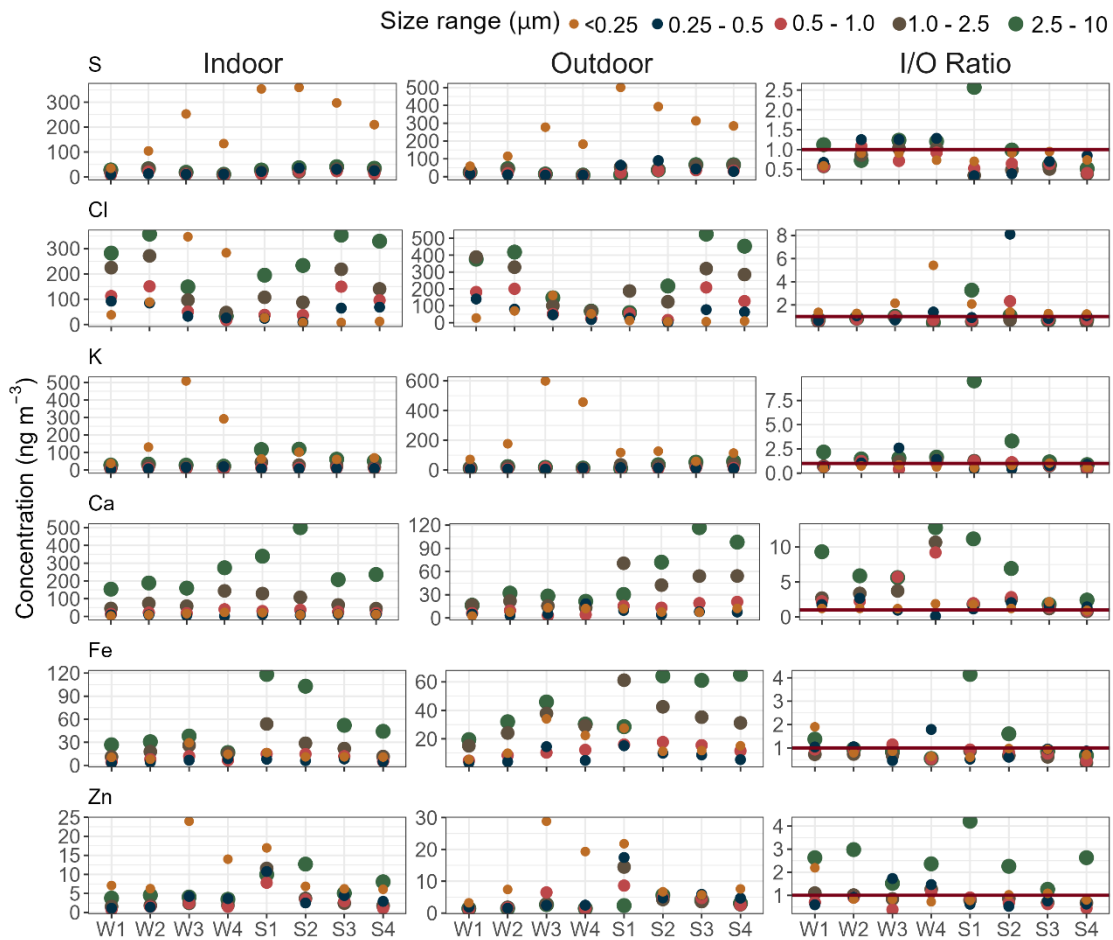 Size range (µm) <0.25 0.25 - 0.5 0.5 - 1.0 1.0 - 2.5 2.5 - 10
Indoor Outdoor I/O Ratio
Concentration (ng m⁻³)
S
300 200 100 0
500 400 300 200 100 0
2.5 1.5 1.0 0.5
Cl
300 200 100 0
500 400 300 200 100 0
8 6 4 2
K
500 400 300 200 100 0
600 400 200 0
7.5 5.0 2.5 0.0
Ca
500 400 300 200 100 0
120 90 60 30 0
10 5 0
Fe
120 90 60 30 0
60 40 20
4 3 2 1
Zn
25 20 15 10 5 0
30 20 10 0
4 3 2 1
W1 W2 W3 W4 S1 S2 S3 S4 W1 W2 W3 W4 S1 S2 S3 S4 W1 W2 W3 W4 S1 S2 S3 S4